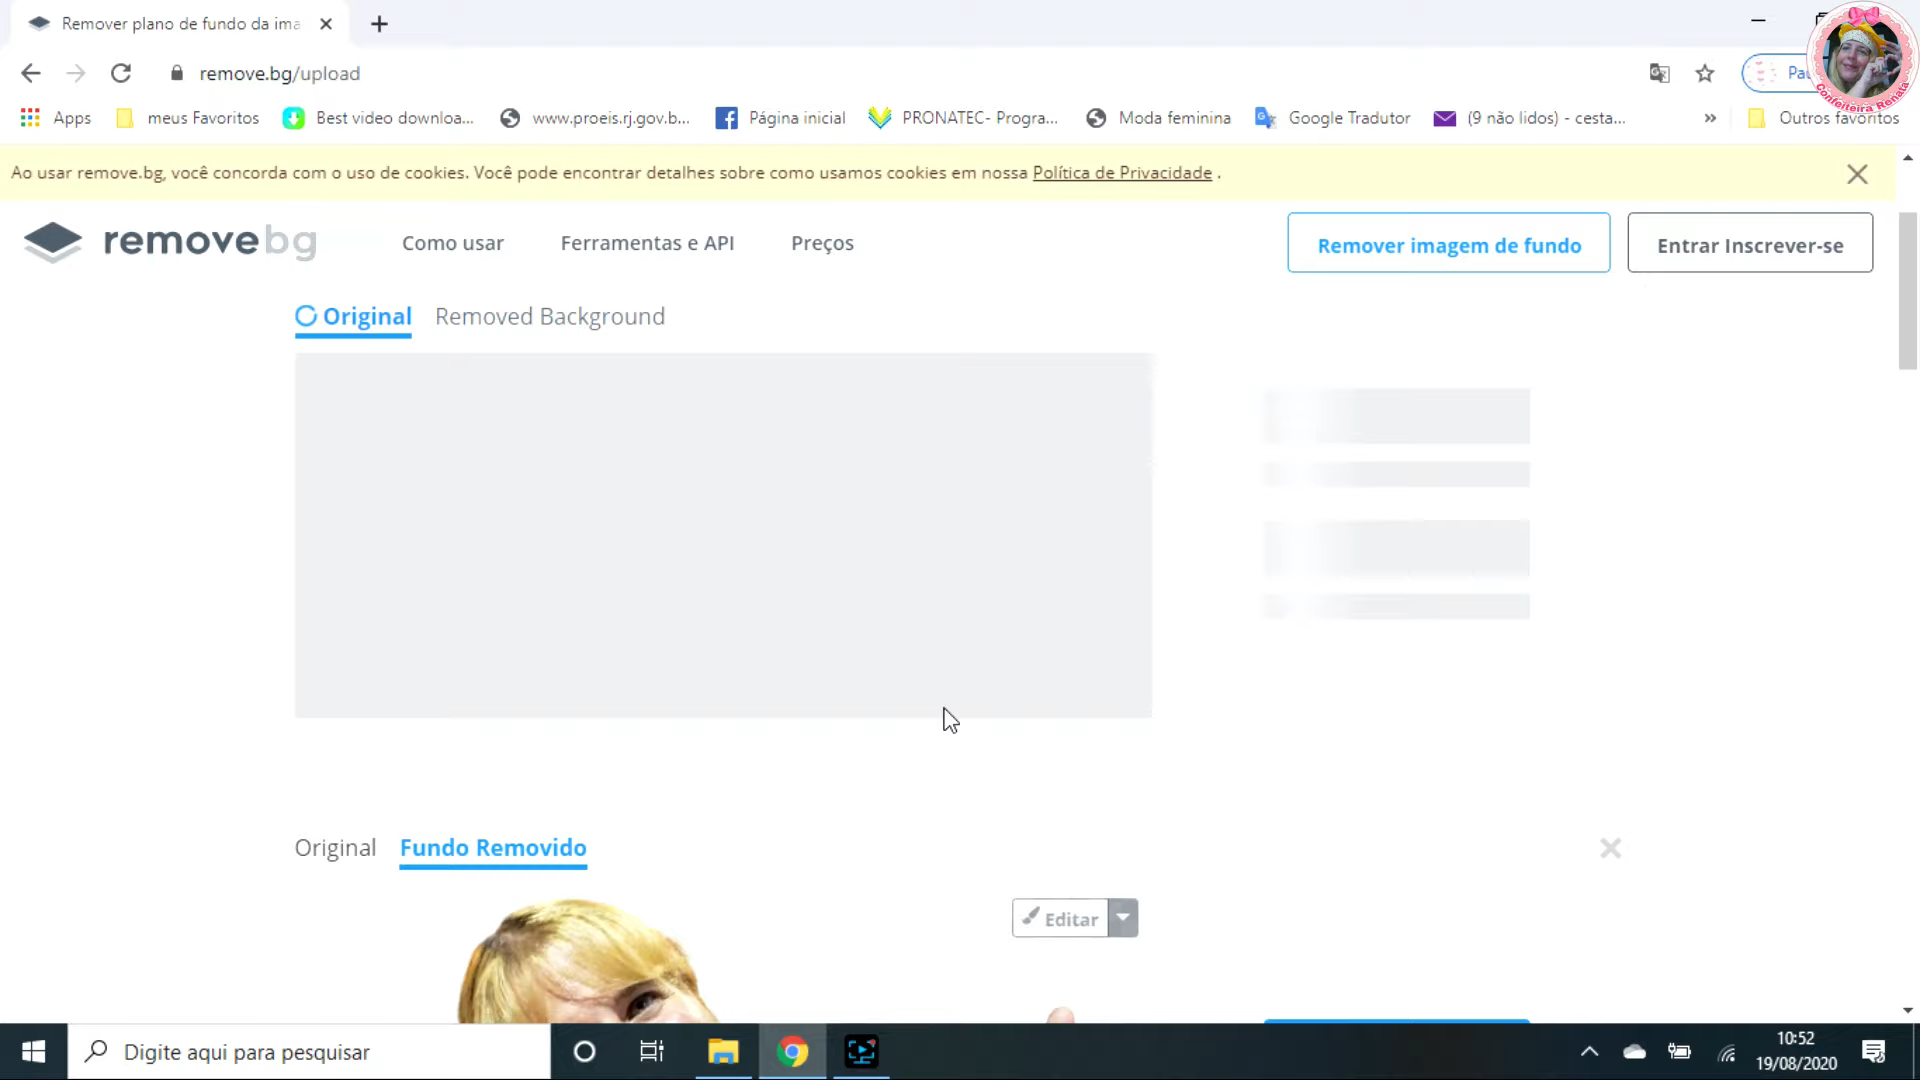 Remover plano de fundo da ima
remove.bg/upload
Pau
Apps
meus Favoritos
Best video downloa...
www.proeis.rj.gov.b...
Página inicial
PRONATEC- Progra...
Moda feminina
Google Tradutor
(9 não lidos) - cesta...
»
Outros favoritos
Confeiteira Renata
Ao usar remove.bg, você concorda com o uso de cookies. Você pode encontrar detalhes sobre como usamos cookies em nossa Política de Privacidade .
removebg
Como usar
Ferramentas e API
Preços
Remover imagem de fundo
Entrar Inscrever-se
Original
Removed Background
Original
Fundo Removido
Editar
Digite aqui para pesquisar
10:52
19/08/2020